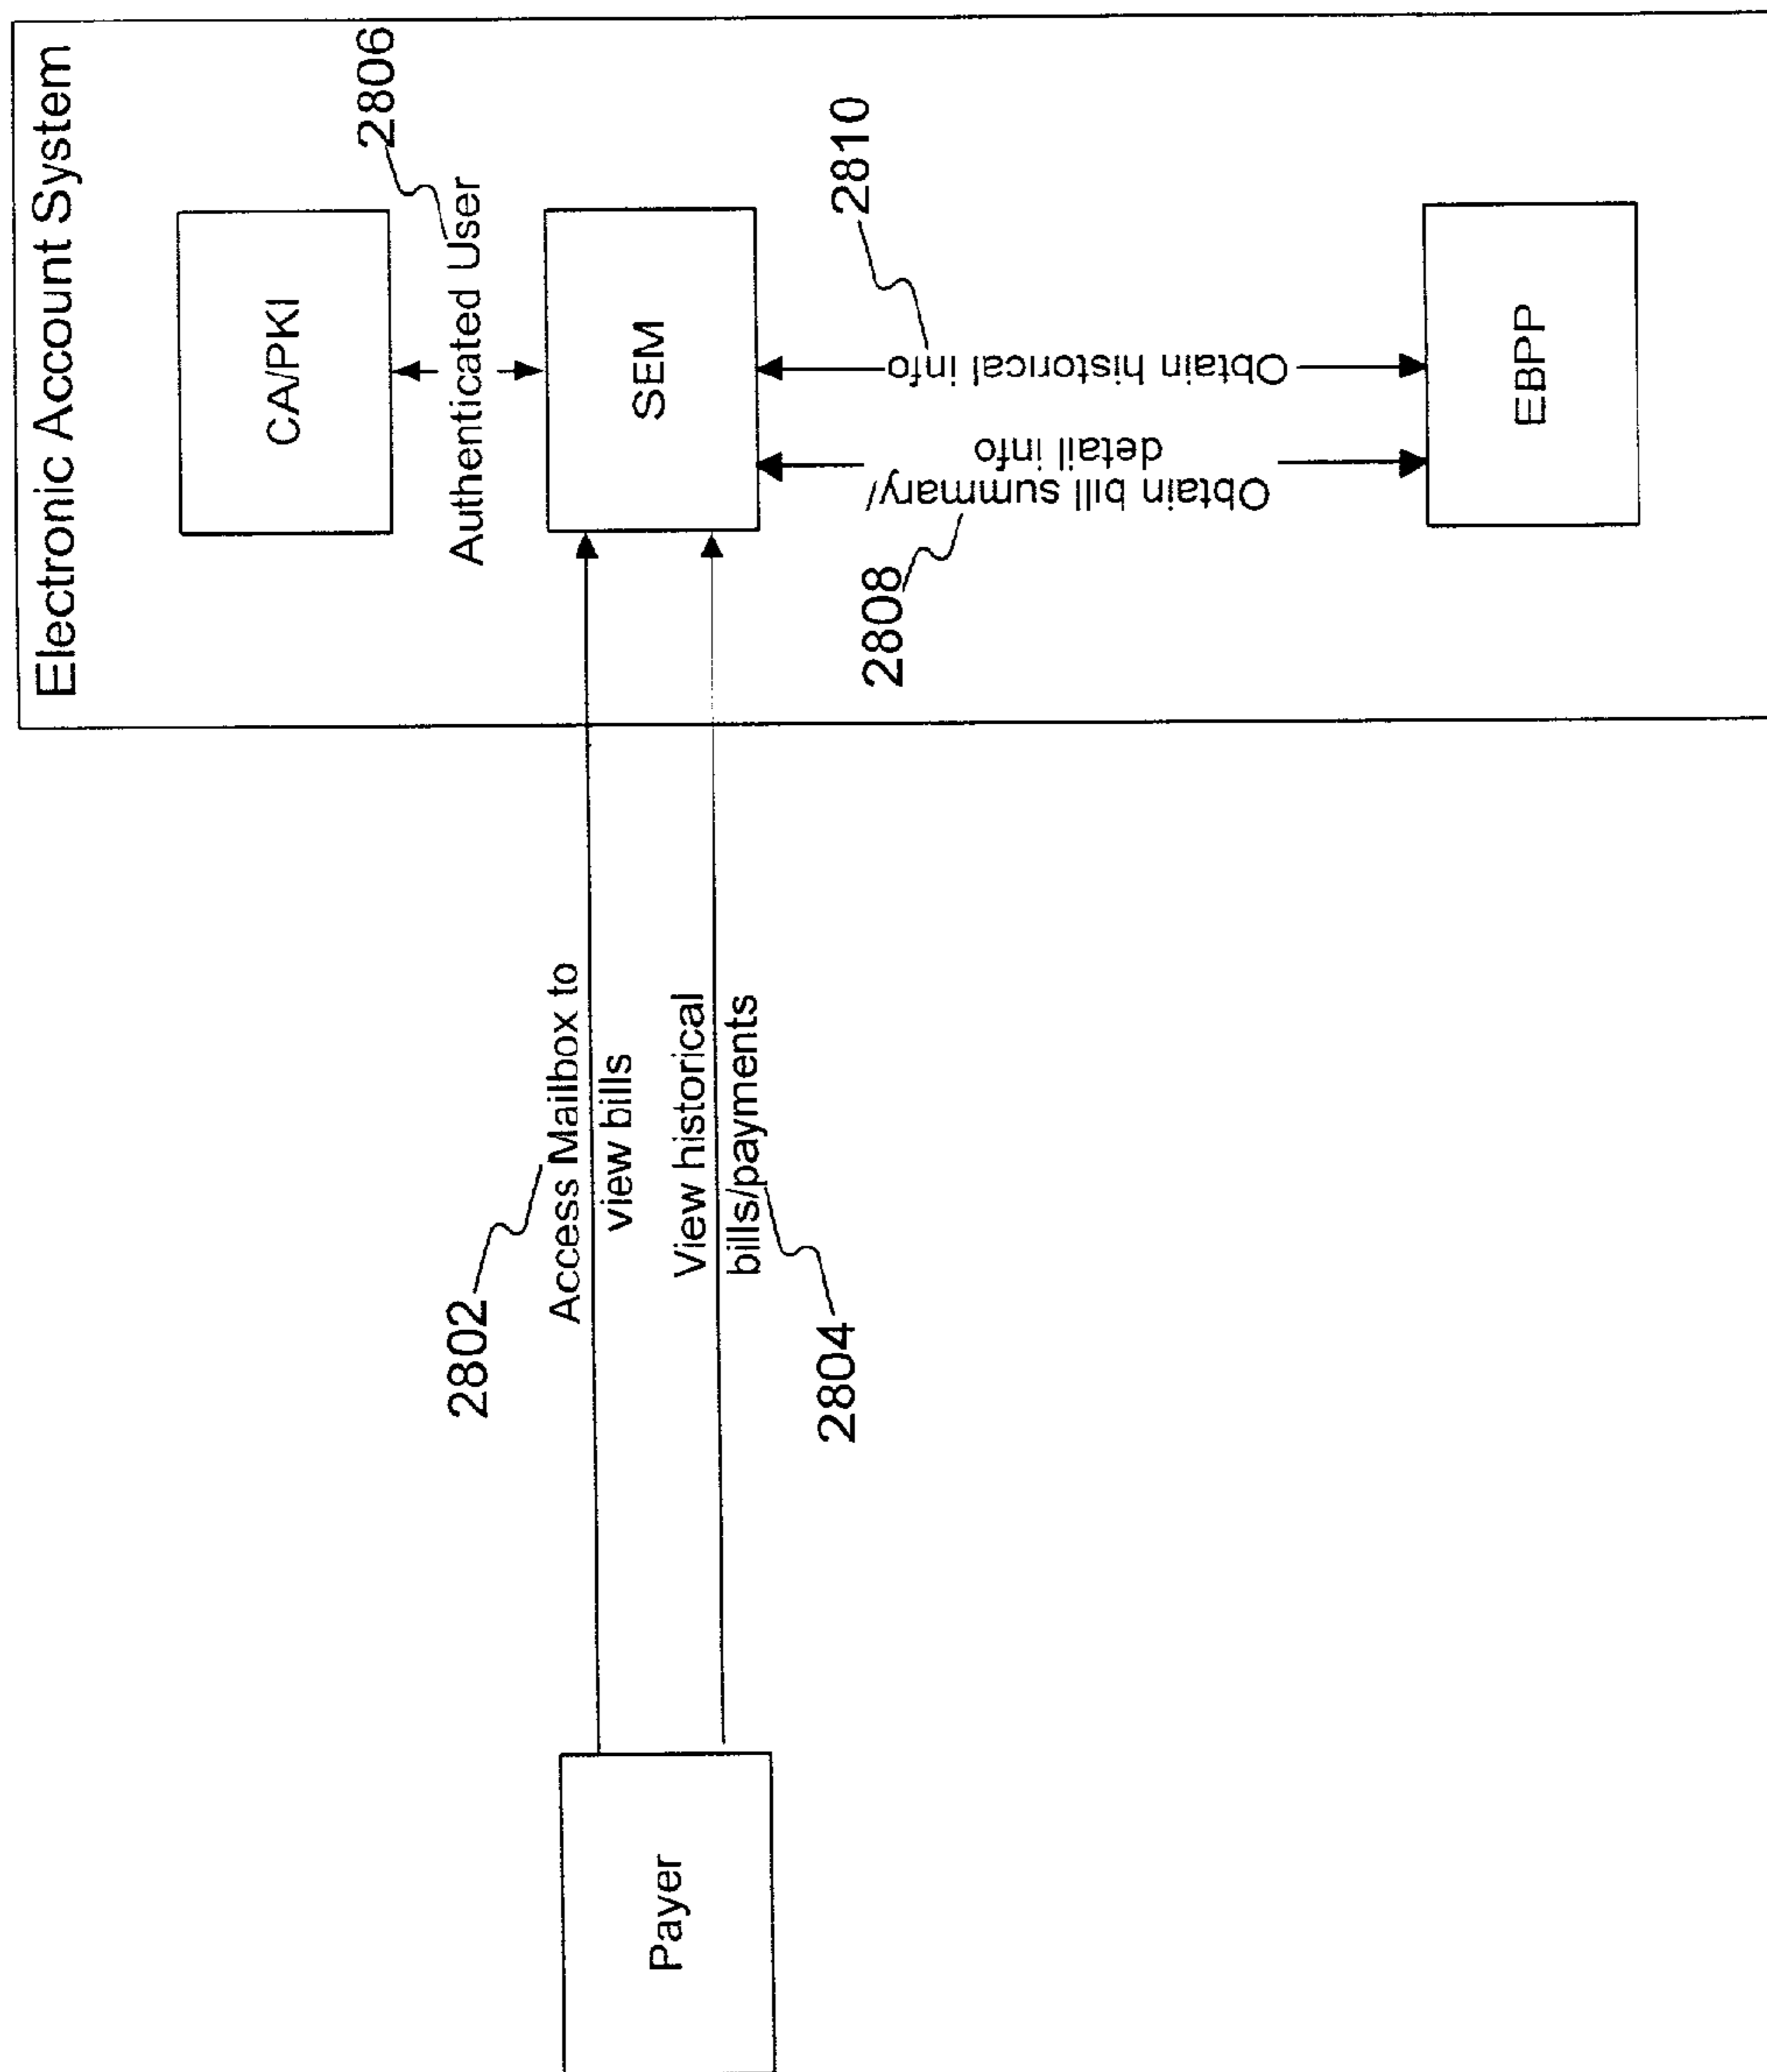 Electronic Account System
CA/PKI
2806
Authenticated User
SEM
2802
Access Mailbox to
view bills
View historical
bills/payments
2804
Payer
2808
Obtain bill summary/
detail info
Obtain historical info
2810
EBPP